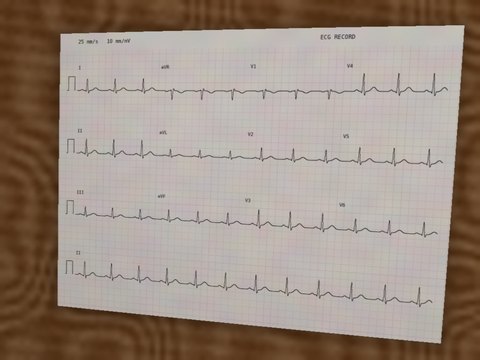 25 mm/s 10 mm/mV ECG RECORD
I aVR V1 V4
II aVL V2 V5
III aVF V3 V6
II